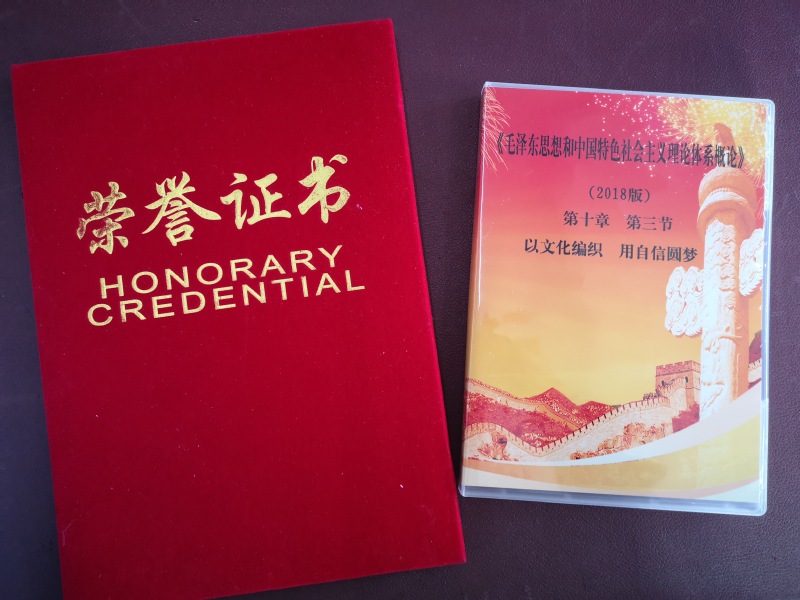 荣誉证书
HONORARY
CREDENTIAL
《毛泽东思想和中国特色社会主义理论体系概论》
(2018版)
第十章 第三节
以文化编织 用自信圆梦